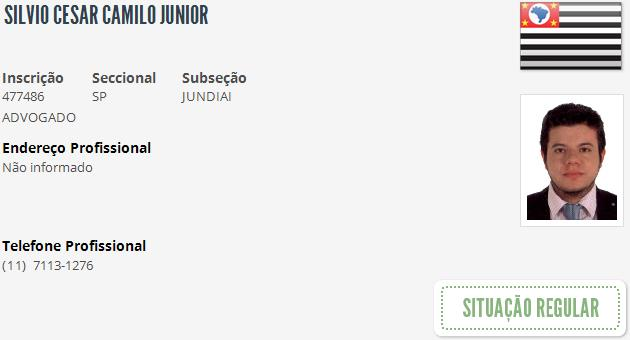 SILVIO CESAR CAMILO JUNIOR
Inscrição Seccional Subseção
477486 SP JUNDIAI
ADVOGADO
Endereço Profissional
Não informado
Telefone Profissional
(11) 7113-1276
SITUAÇÃO REGULAR